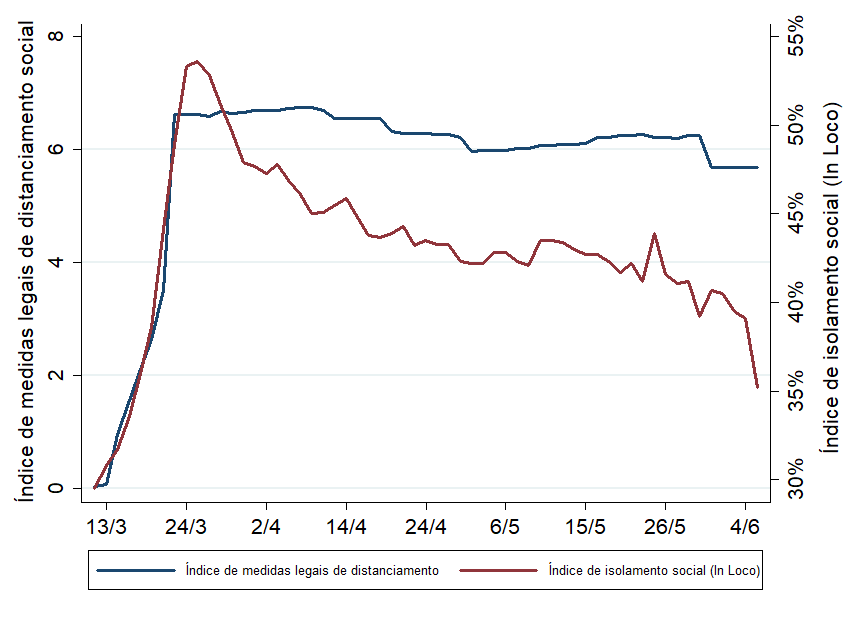 Índice de medidas legais de distanciamento social
8
6
4
2
0
55%
50%
45%
40%
35%
30%
Índice de isolamento social (In Loco)
13/3 24/3 2/4 14/4 24/4 6/5 15/5 26/5 4/6
Índice de medidas legais de distanciamento Índice de isolamento social (In Loco)